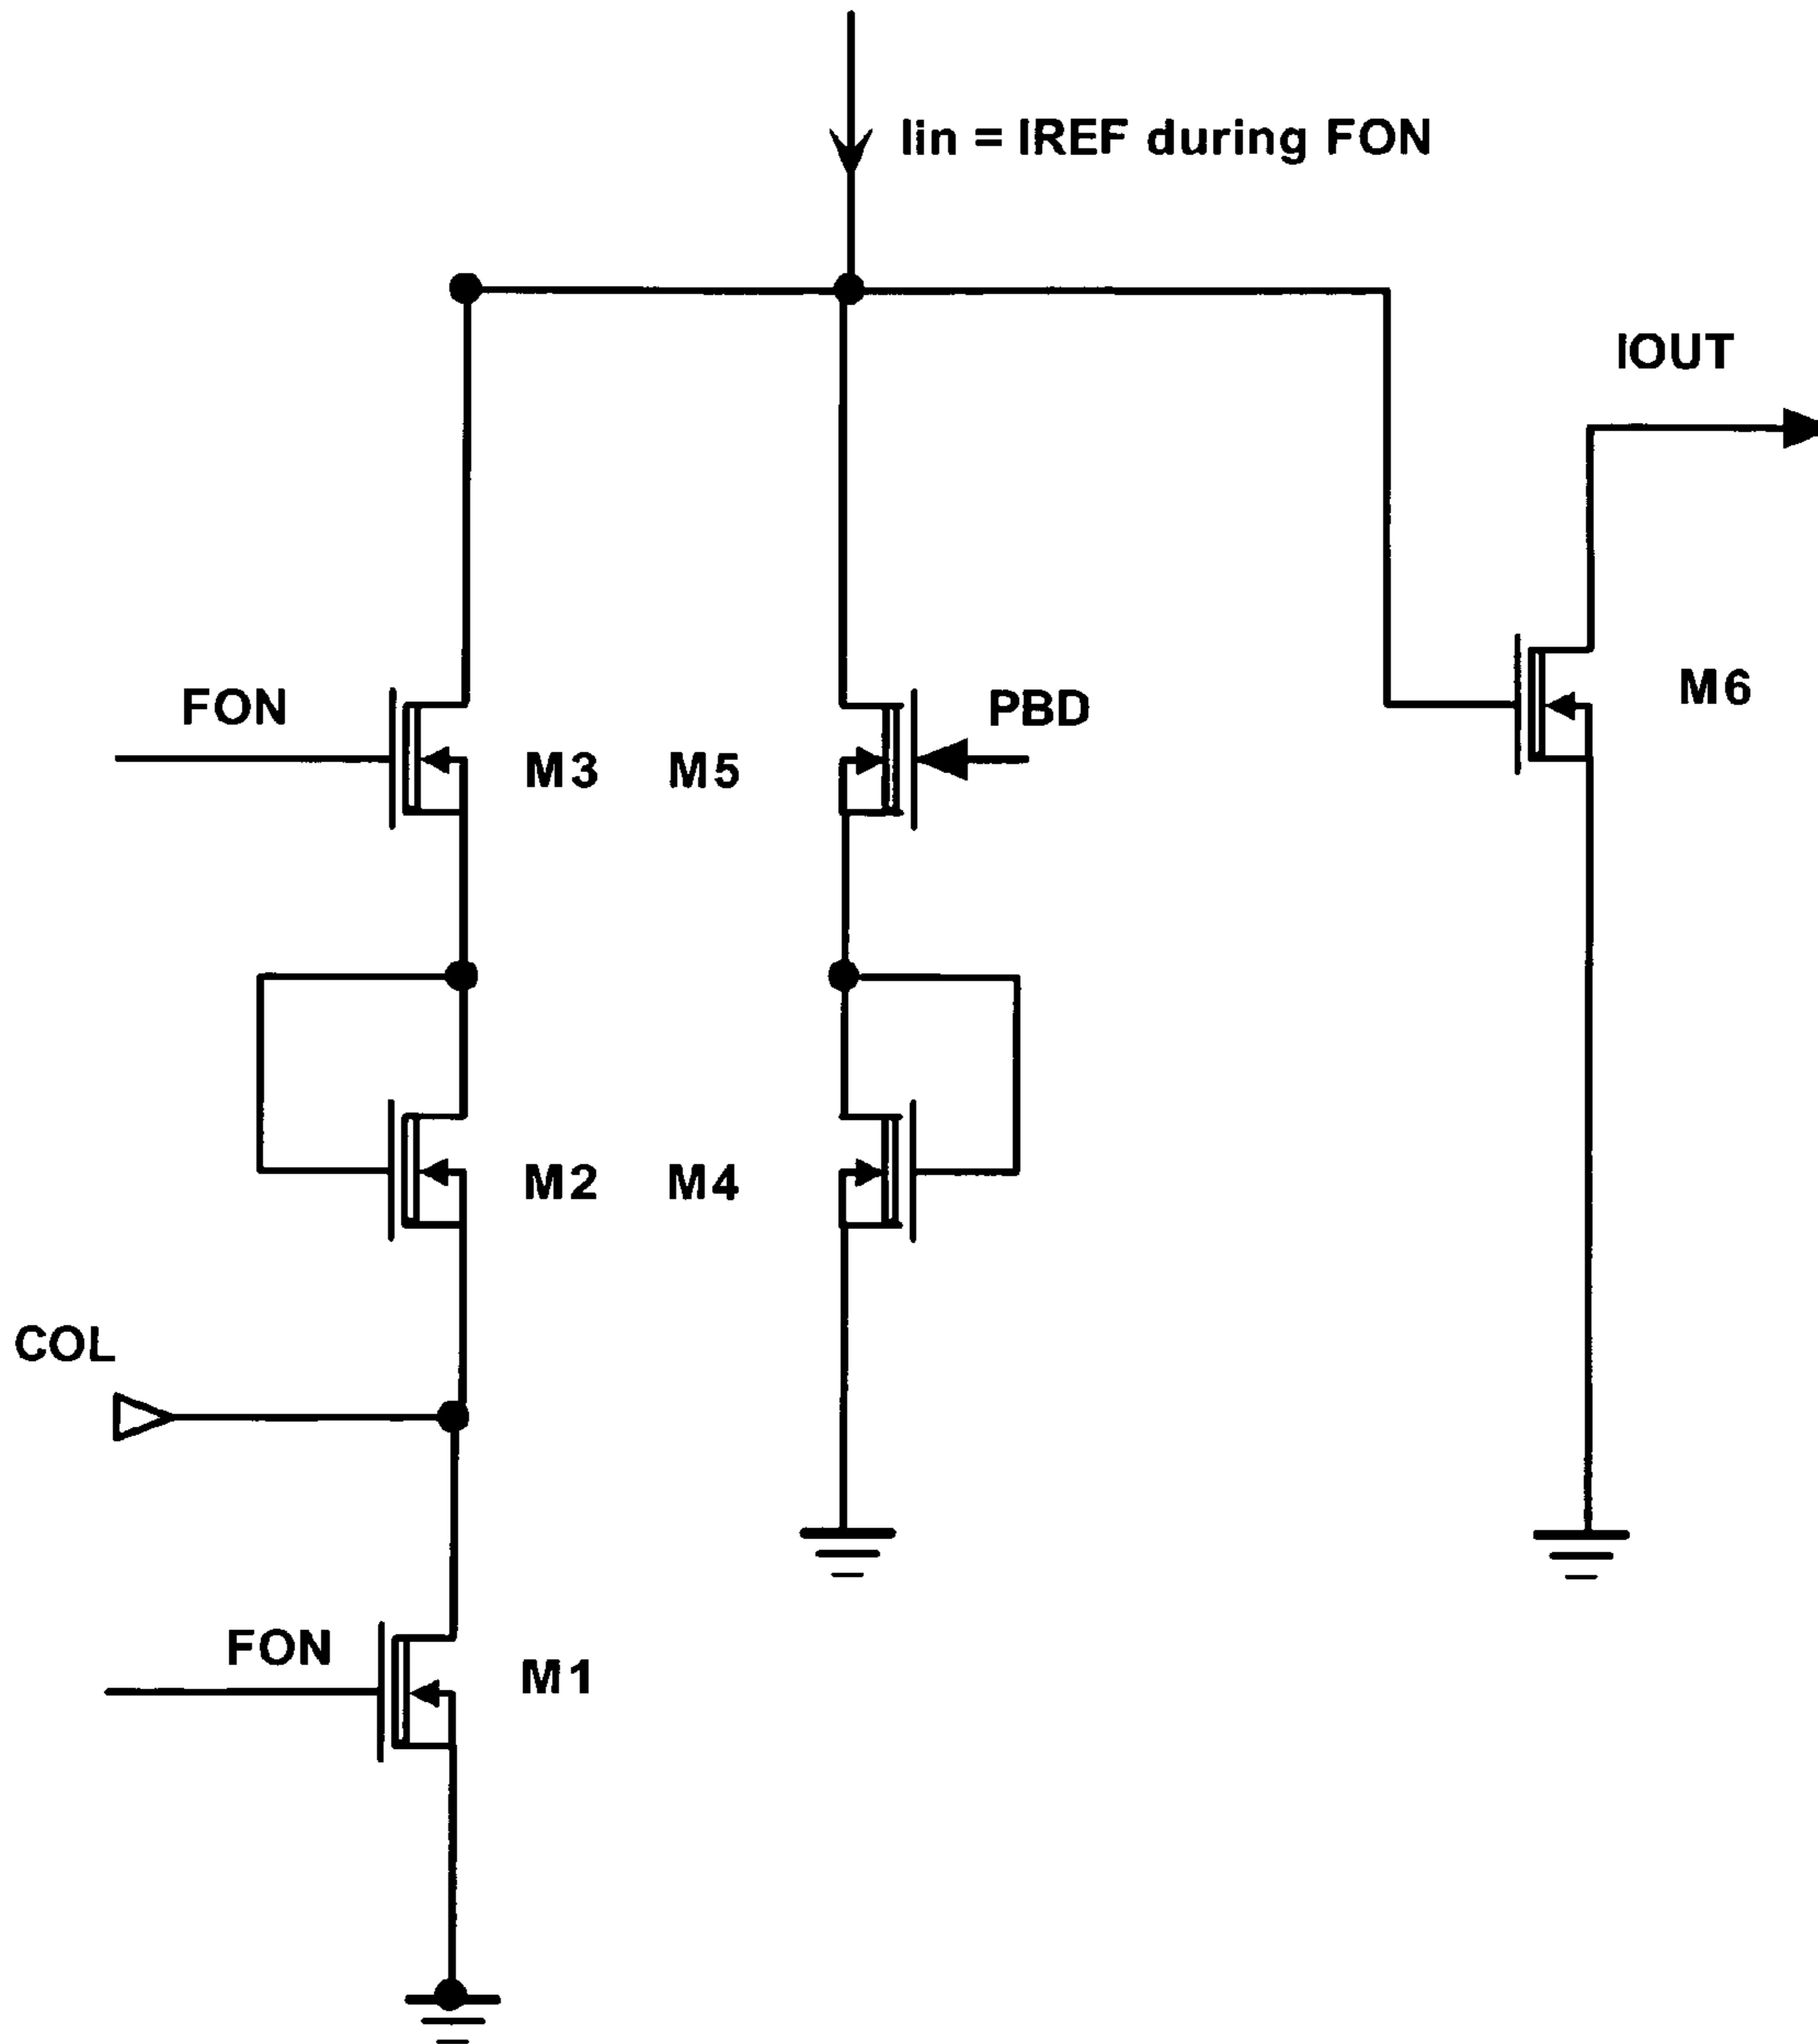 Iin = IREF during FON
IOUT
FON
M3
M5
PBD
M6
M2
M4
COL
FON
M1